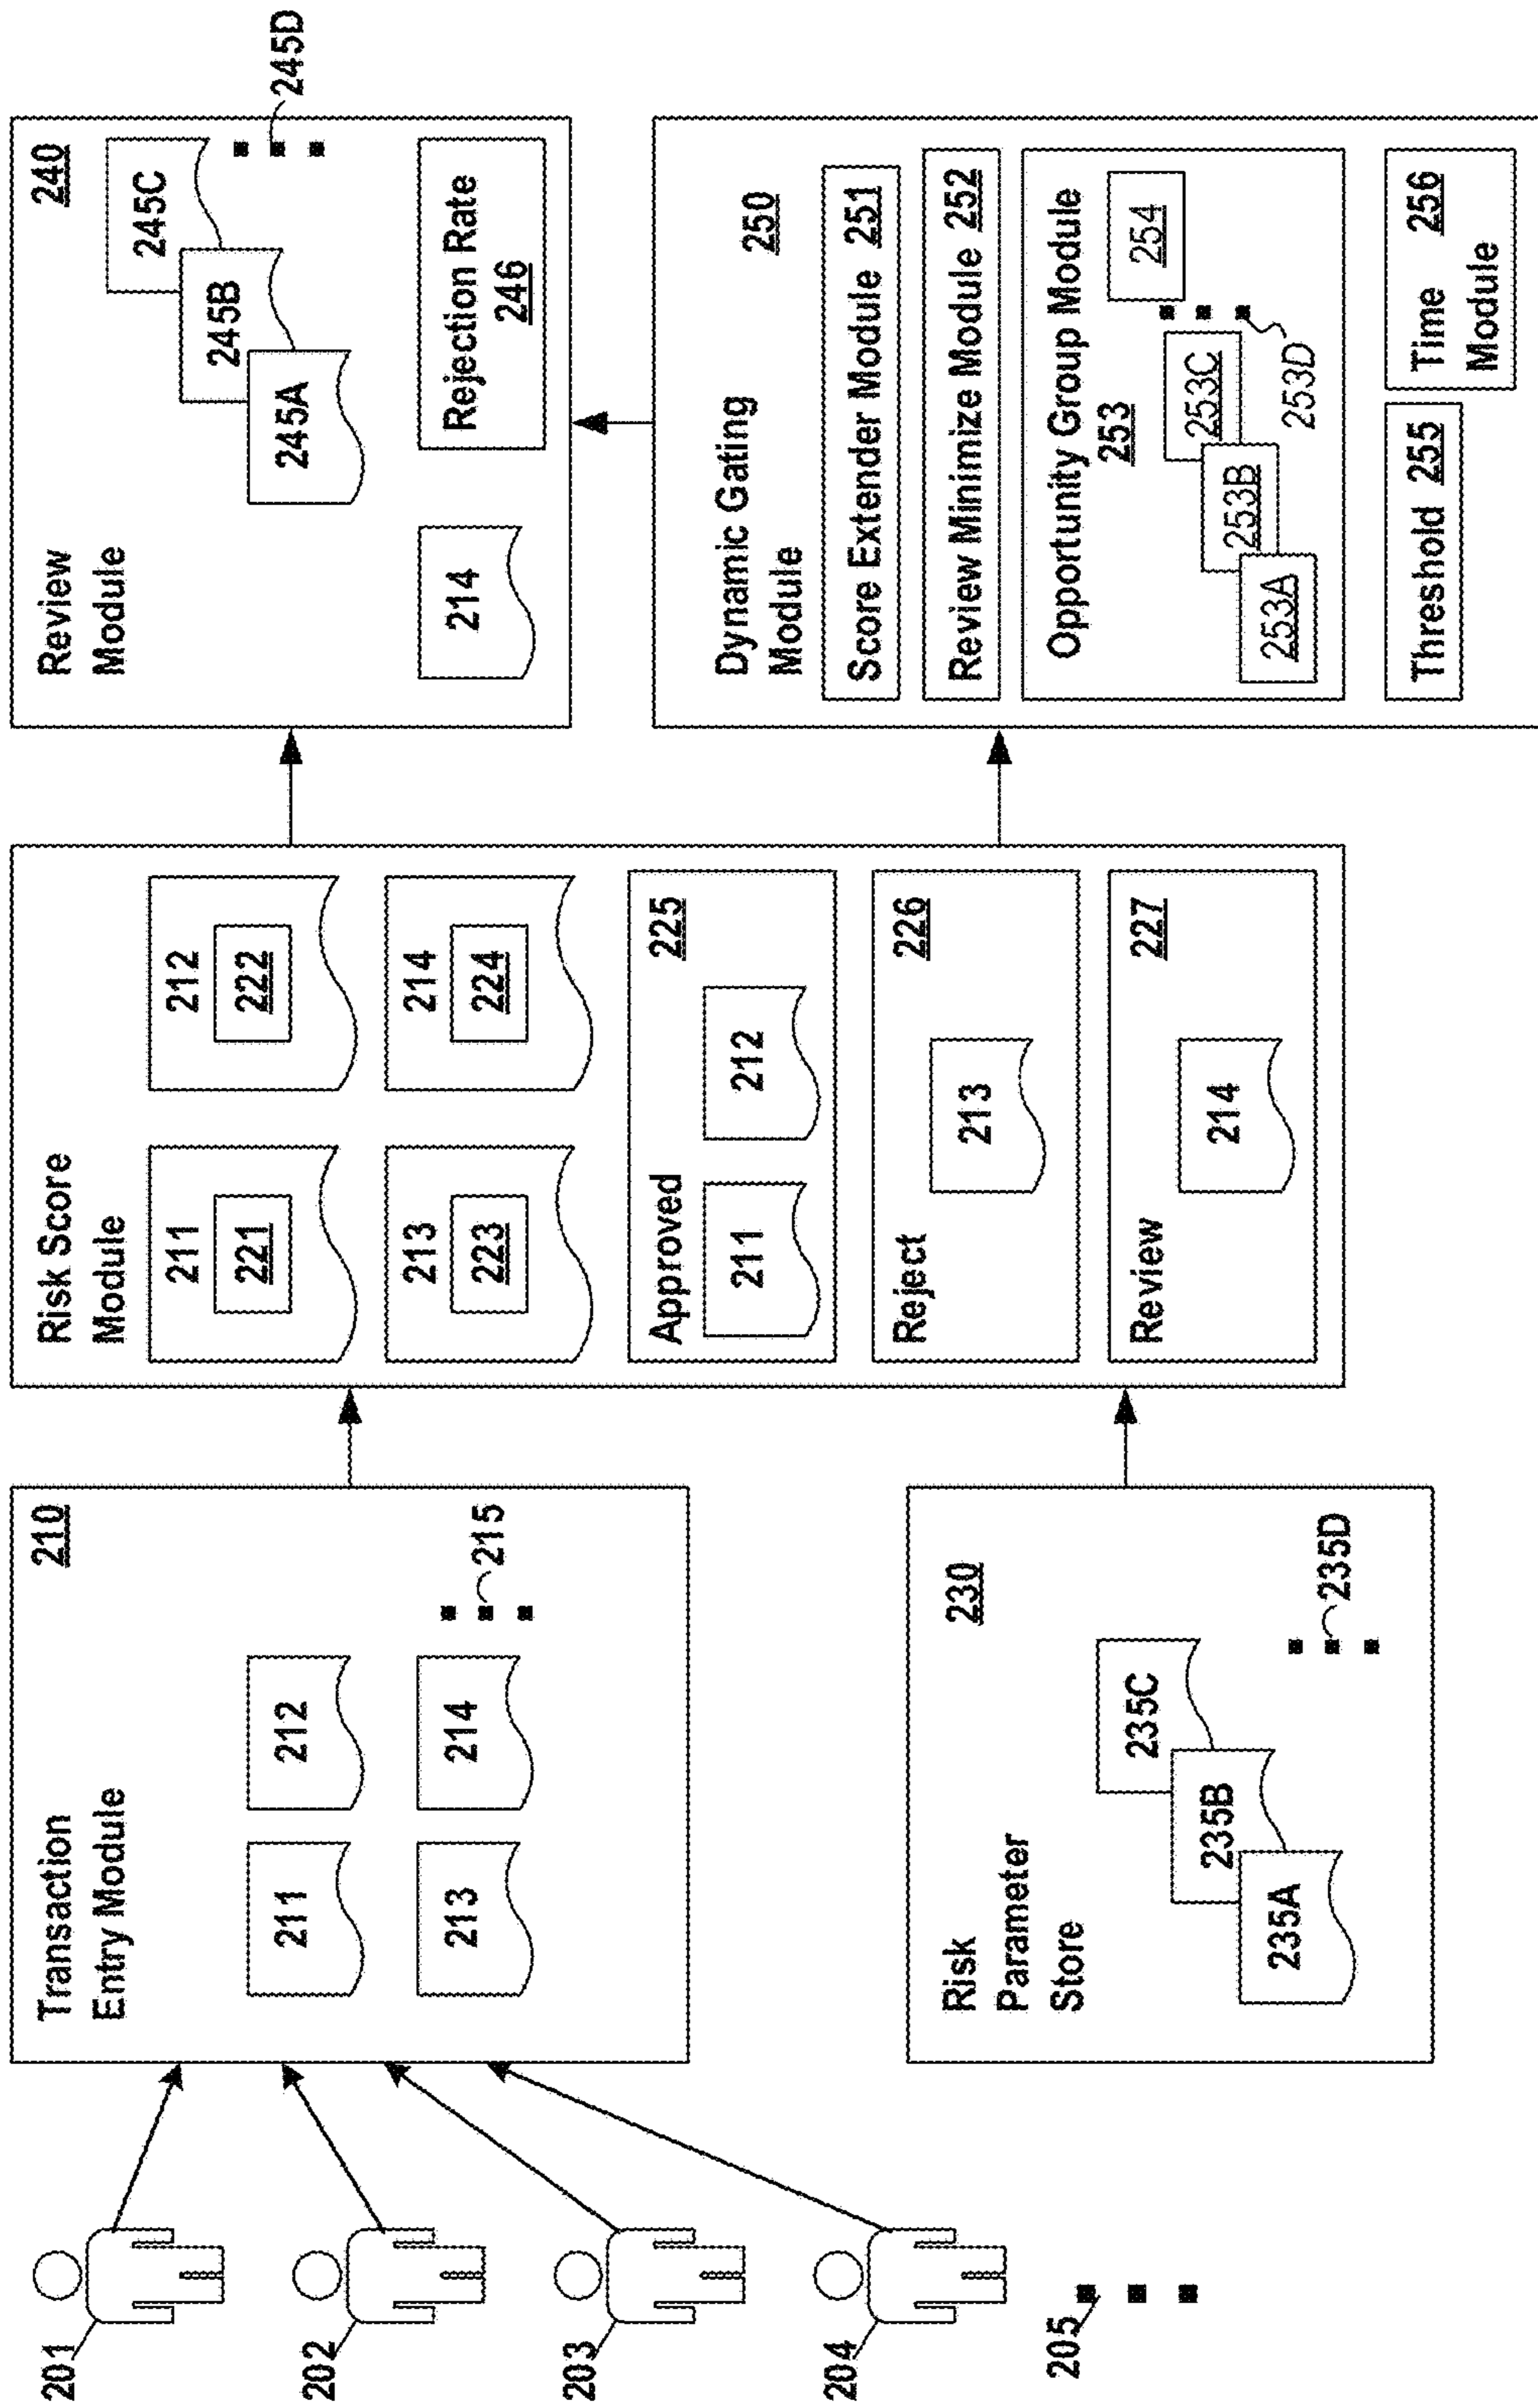 201
202
203
204
205
Transaction
Entry Module
210
211
212
213
214
215
Risk
Parameter
Store
230
235A
235B
235C
235D
Risk Score
Module
211
221
212
222
213
223
214
224
Approved
225
211
212
Reject
226
213
Review
227
214
Review
Module
240
245A
245B
245C
245D
214
Rejection Rate
246
Dynamic Gating
Module
250
Score Extender Module 251
Review Minimize Module 252
Opportunity Group Module
253
253A
253B
253C
253D
254
Threshold 255
Time 256
Module